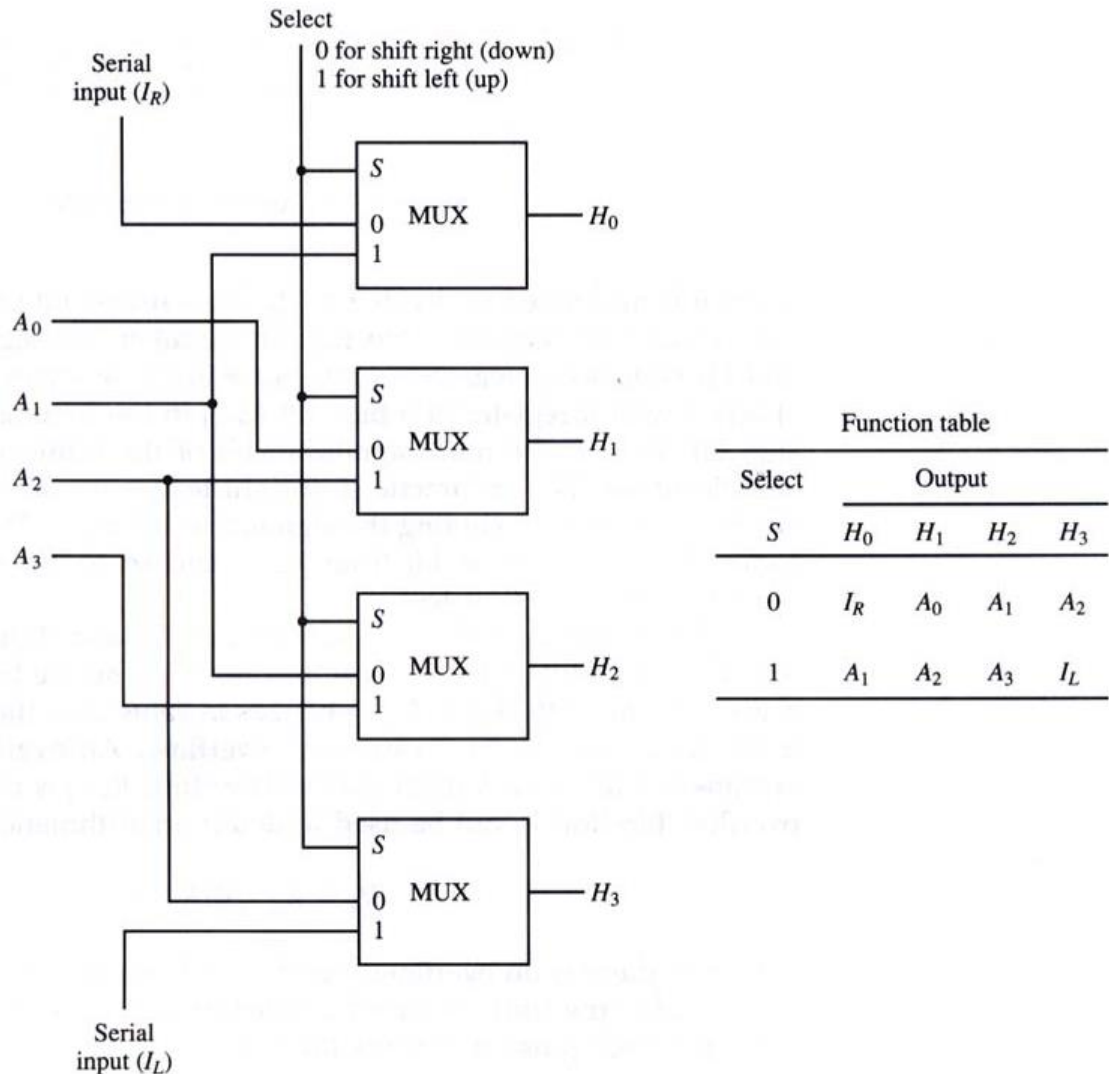 Select
0 for shift right (down)
1 for shift left (up)
Serial
input (I_R)
S
MUX
0
1
H_0
A_0
A_1
A_2
A_3
S
MUX
0
1
H_1
S
MUX
0
1
H_2
S
MUX
0
1
H_3
Serial
input (I_L)
Function table
Select Output
S H_0 H_1 H_2 H_3
0 I_R A_0 A_1 A_2
1 A_1 A_2 A_3 I_L